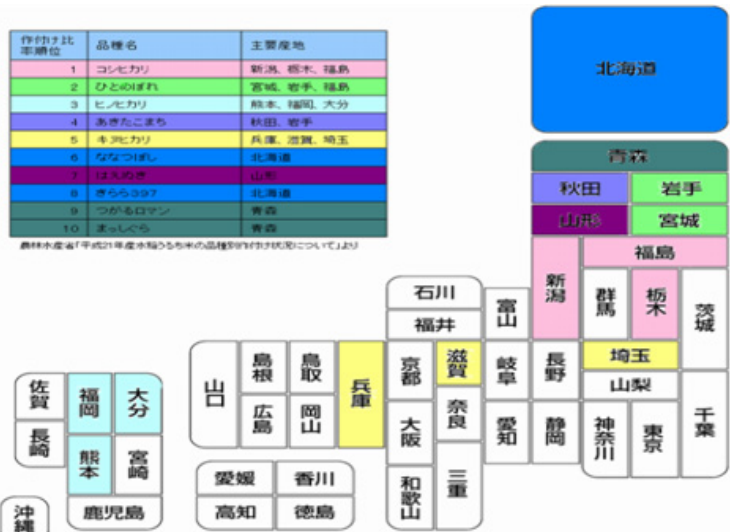 作付け比率順位 品種名 主要産地
1 コシヒカリ 新潟、栃木、福島
2 ひとめぼれ 宮城、岩手、福島
3 ヒノヒカリ 熊本、福岡、大分
4 あきたこまち 秋田、岩手
5 キヌヒカリ 兵庫、滋賀、埼玉
6 ななつぼし 北海道
7 はえぬき 山形
8 きらら397 北海道
9 つがるロマン 青森
10 まっしぐら 青森
農林水産省「平成21年産水稲うるち米の品種別作付け状況について」より
北海道
青森
秋田 岩手
山形 宮城
福島
新潟 群馬 栃木 茨城
石川 富山
福井
埼玉
山梨
山口 島根 鳥取 兵庫 京都 滋賀 岐阜 長野
広島 岡山 大阪 奈良 愛知 静岡 神奈川 東京 千葉
和歌山 三重
佐賀 福岡 大分
長崎 熊本 宮崎
鹿児島
沖縄
愛媛 香川
高知 徳島